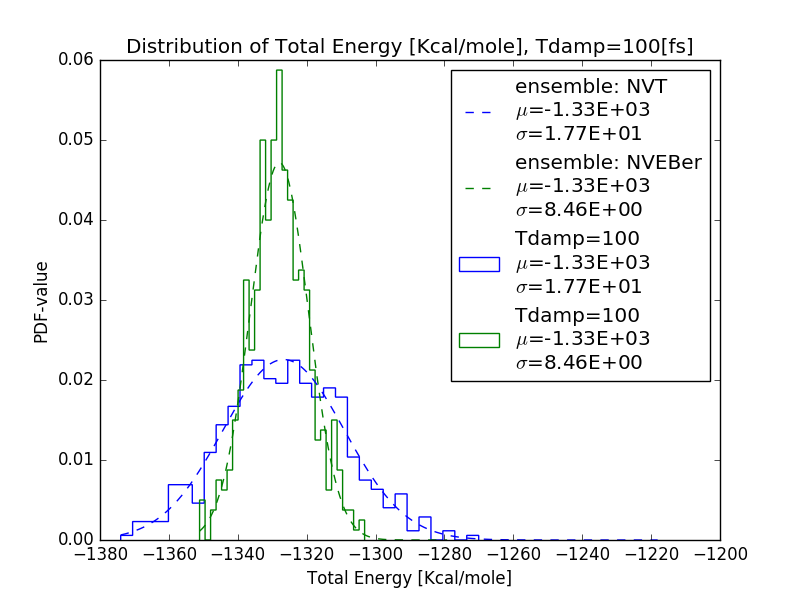 Distribution of Total Energy [Kcal/mole], Tdamp=100[fs]
0.06
0.05
0.04
0.03
0.02
0.01
0.00
PDF-value
ensemble: NVT
μ=-1.33E+03
σ=1.77E+01
ensemble: NVEBer
μ=-1.33E+03
σ=8.46E+00
Tdamp=100
μ=-1.33E+03
σ=1.77E+01
Tdamp=100
μ=-1.33E+03
σ=8.46E+00
−1380 −1360 −1340 −1320 −1300 −1280 −1260 −1240 −1220 −1200
Total Energy [Kcal/mole]